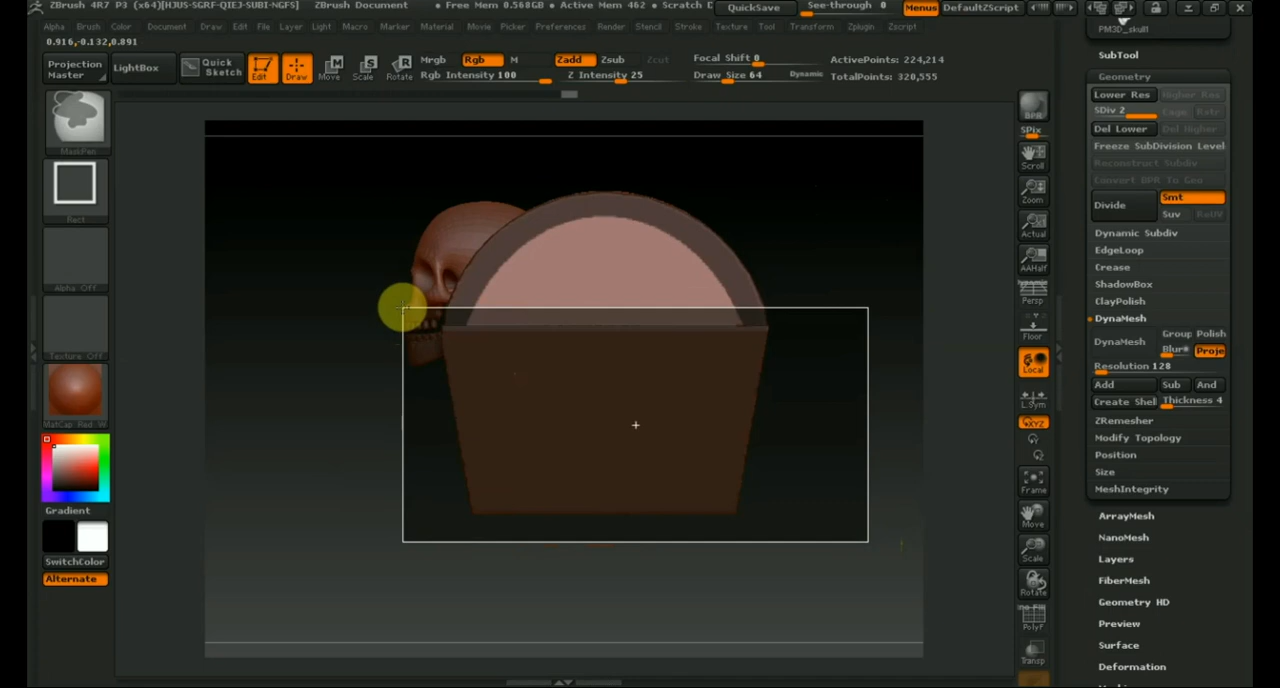 ZBrush 4R7 P3 (x64)[HJUS-SGRF-QIEJ-SUBI-NGFS] ZBrush Document • Free Mem 0.568GB • Active Mem 462 • Scratch D QuickSave See-through 0 Menus DefaultZScript
Alpha Brush Color Document Draw Edit File Layer Light Macro Marker Material Movie Picker Preferences Render Stencil Stroke Texture Tool Transform Zplugin Zscript
0.916,-0.132,0.891
Projection Master
LightBox
Quick Sketch
Edit
Draw
Move
Scale
Rotate
Mrgb Rgb M
Rgb Intensity 100
Zadd Zsub Zcut
Z Intensity 25
Focal Shift 0
Draw Size 64 Dynamic
ActivePoints: 224,214
TotalPoints: 320,555
MaskPen
Rect
Alpha Off
Texture Off
MatCap Red W
Gradient
SwitchColor
Alternate
BPR
SPix
Scroll
Zoom
Actual
AAHalf
Dynamic
Persp
Floor
Local
L.Sym
XYZ
Frame
Move
Scale
Rotate
PolyF
Transp
PM3D_skull
SubTool
Geometry
Lower Res Higher Res
SDiv 2 Cage Rstr
Del Lower Del Higher
Freeze SubDivision Level
Reconstruct Subdiv
Convert BPR To Geo
Divide Smt
Suv ReUV
Dynamic Subdiv
EdgeLoop
Crease
ShadowBox
ClayPolish
DynaMesh
DynaMesh Group Polish
Blur Proje
Resolution 128
Add Sub And
Create Shell Thickness 4
ZRemesher
Modify Topology
Position
Size
MeshIntegrity
ArrayMesh
NanoMesh
Layers
FiberMesh
Geometry HD
Preview
Surface
Deformation